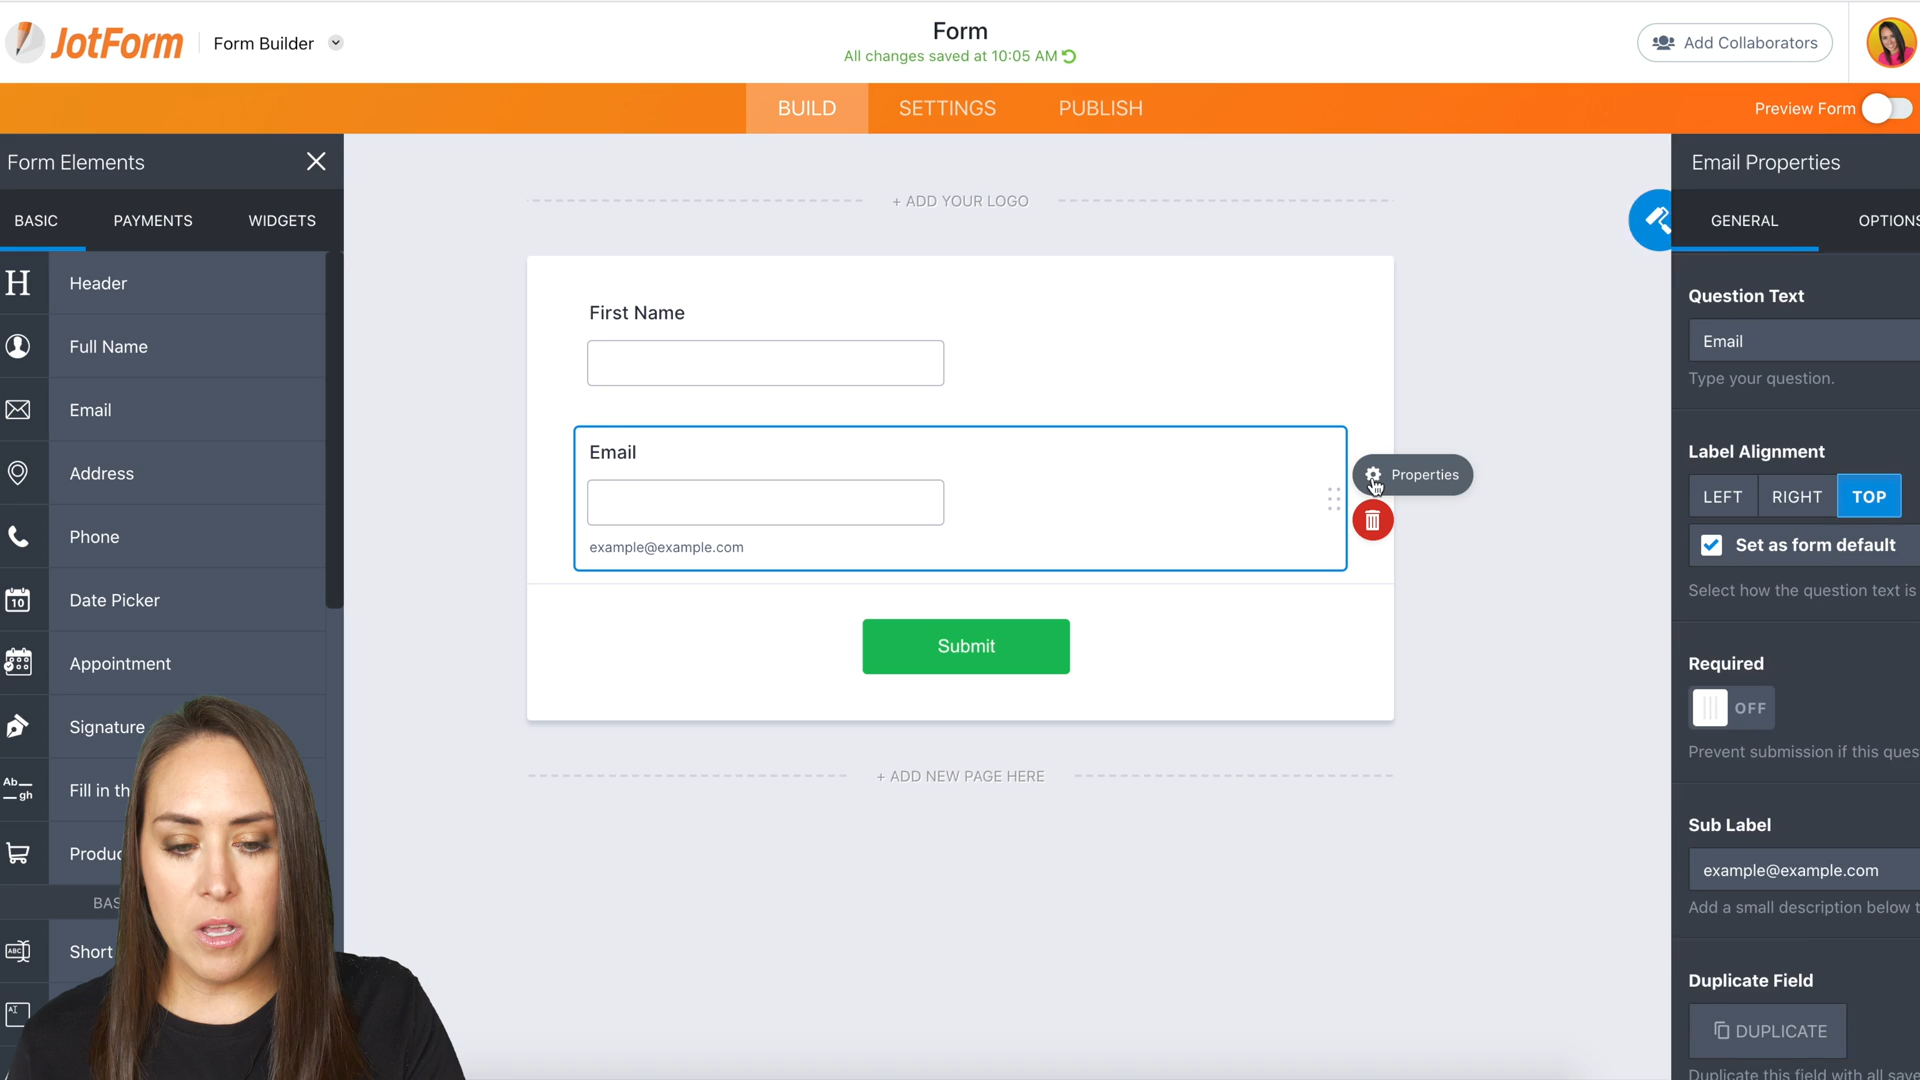 JotForm
Form Builder
Form
All changes saved at 10:05 AM
Add Collaborators
BUILD
SETTINGS
PUBLISH
Preview Form
Form Elements
BASIC
PAYMENTS
WIDGETS
H
Header
Full Name
Email
Address
Phone
10
Date Picker
Appointment
Signature
Ab
gh
Fill in th
Produc
BAS
ABC
Short
AI
+ ADD YOUR LOGO
First Name
Email
example@example.com
Properties
Submit
+ ADD NEW PAGE HERE
Email Properties
GENERAL
OPTIONS
Question Text
Email
Type your question.
Label Alignment
LEFT
RIGHT
TOP
Set as form default
Select how the question text is
Required
OFF
Prevent submission if this ques
Sub Label
example@example.com
Add a small description below t
Duplicate Field
DUPLICATE
Duplicate this field with all save